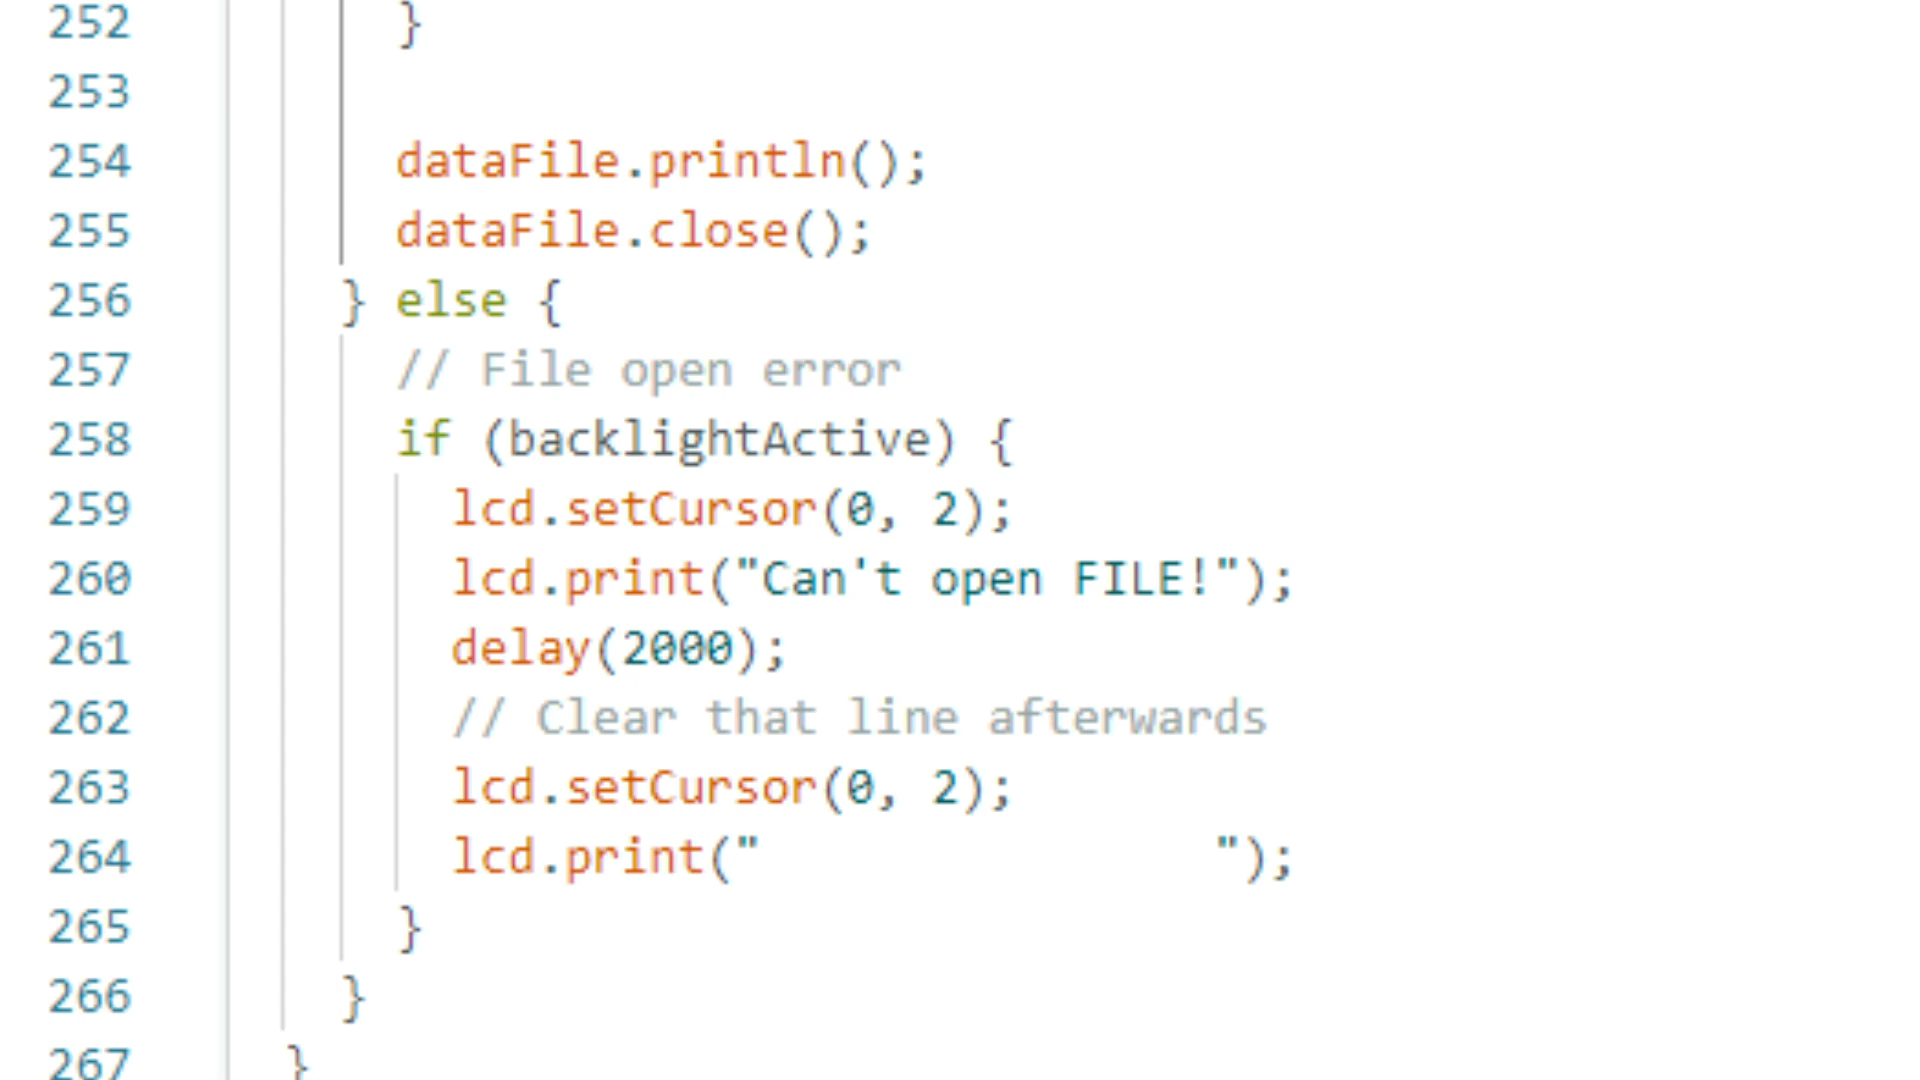 252 }
253
254 dataFile.println();
255 dataFile.close();
256 } else {
257 // File open error
258 if (backlightActive) {
259 lcd.setCursor(0, 2);
260 lcd.print("Can't open FILE!");
261 delay(2000);
262 // Clear that line afterwards
263 lcd.setCursor(0, 2);
264 lcd.print("                ");
265 }
266 }
267 }